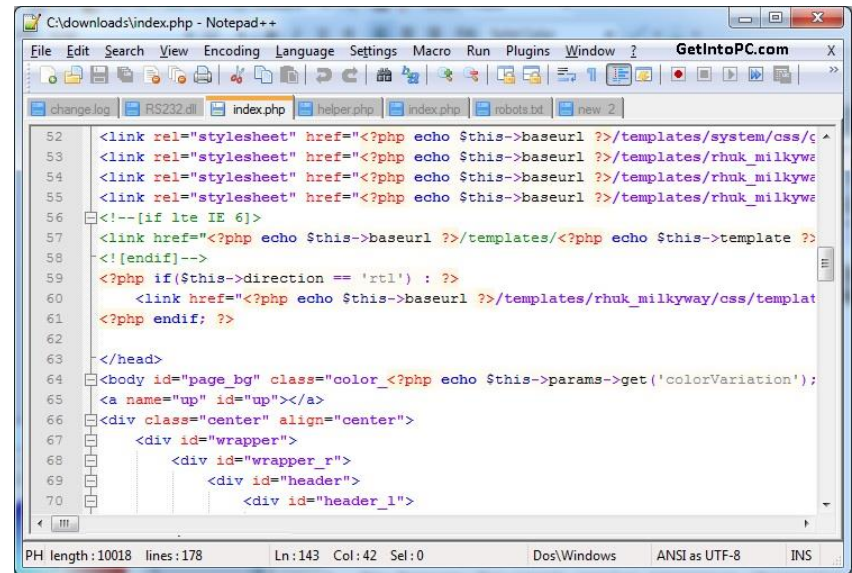 C:\downloads\index.php - Notepad++
File Edit Search View Encoding Language Settings Macro Run Plugins Window ? GetIntoPC.com X
change.log RS232.dll index.php helper.php index.php robots.txt new 2
52 <link rel="stylesheet" href="<?php echo $this->baseurl ?>/templates/system/css/g
53 <link rel="stylesheet" href="<?php echo $this->baseurl ?>/templates/rhuk_milkywa
54 <link rel="stylesheet" href="<?php echo $this->baseurl ?>/templates/rhuk_milkywa
55 <link rel="stylesheet" href="<?php echo $this->baseurl ?>/templates/rhuk_milkywa
56 <!--[if lte IE 6]>
57 <link href="<?php echo $this->baseurl ?>/templates/<?php echo $this->template ?>
58 <![endif]-->
59 <?php if($this->direction == 'rtl') : ?>
60 <link href="<?php echo $this->baseurl ?>/templates/rhuk_milkyway/css/templat
61 <?php endif; ?>
62
63 </head>
64 <body id="page_bg" class="color_<?php echo $this->params->get('colorVariation');
65 <a name="up" id="up"></a>
66 <div class="center" align="center">
67 <div id="wrapper">
68 <div id="wrapper_r">
69 <div id="header">
70 <div id="header_l">
PH length : 10018 lines : 178 Ln : 143 Col : 42 Sel : 0 Dos\Windows ANSI as UTF-8 INS